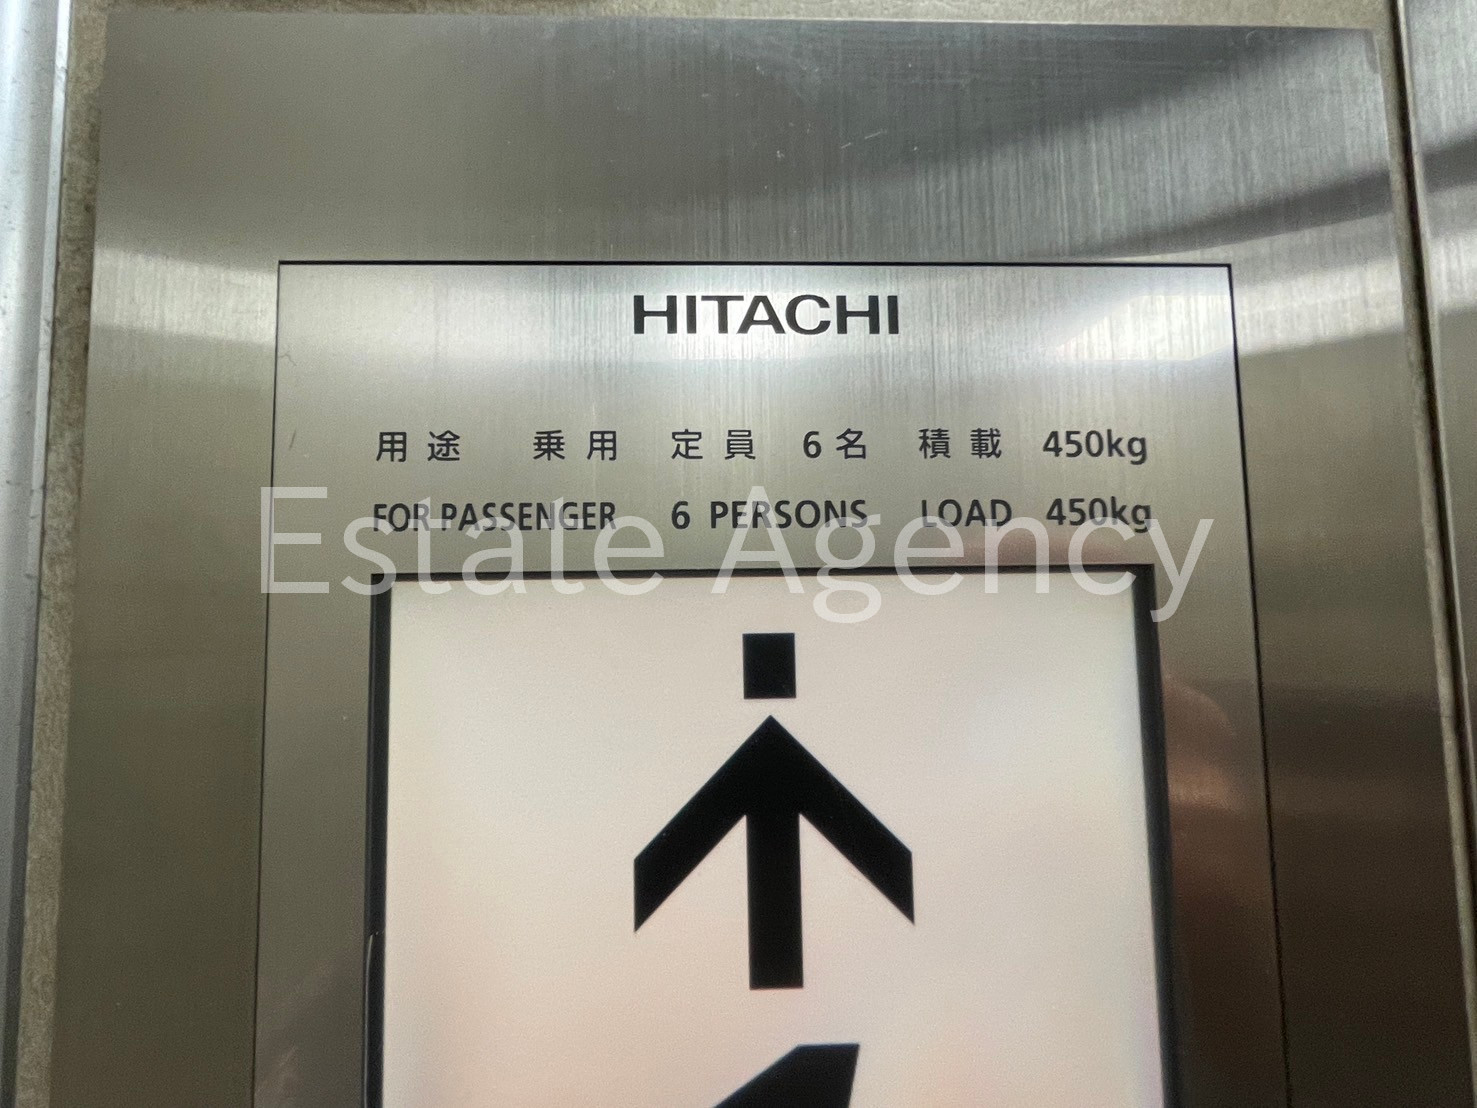 HITACHI
用途 乗用 定員 6名 積載 450kg
FOR PASSENGER 6 PERSONS LOAD 450kg
Estate Agency